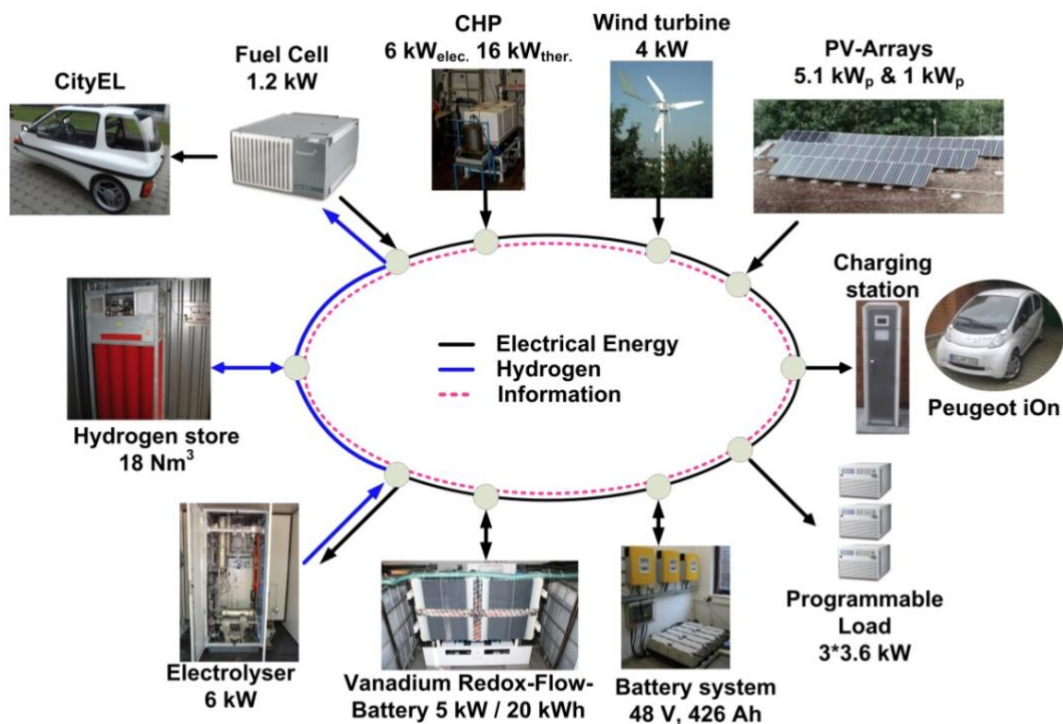 CityEL
Fuel Cell
1.2 kW
CHP
6 kWelec. 16 kWther.
Wind turbine
4 kW
PV-Arrays
5.1 kWp & 1 kWp
Charging
station
Peugeot iOn
Electrical Energy
Hydrogen
Information
Hydrogen store
18 Nm³
Electrolyser
6 kW
Vanadium Redox-Flow-
Battery 5 kW / 20 kWh
Battery system
48 V, 426 Ah
Programmable
Load
3*3.6 kW